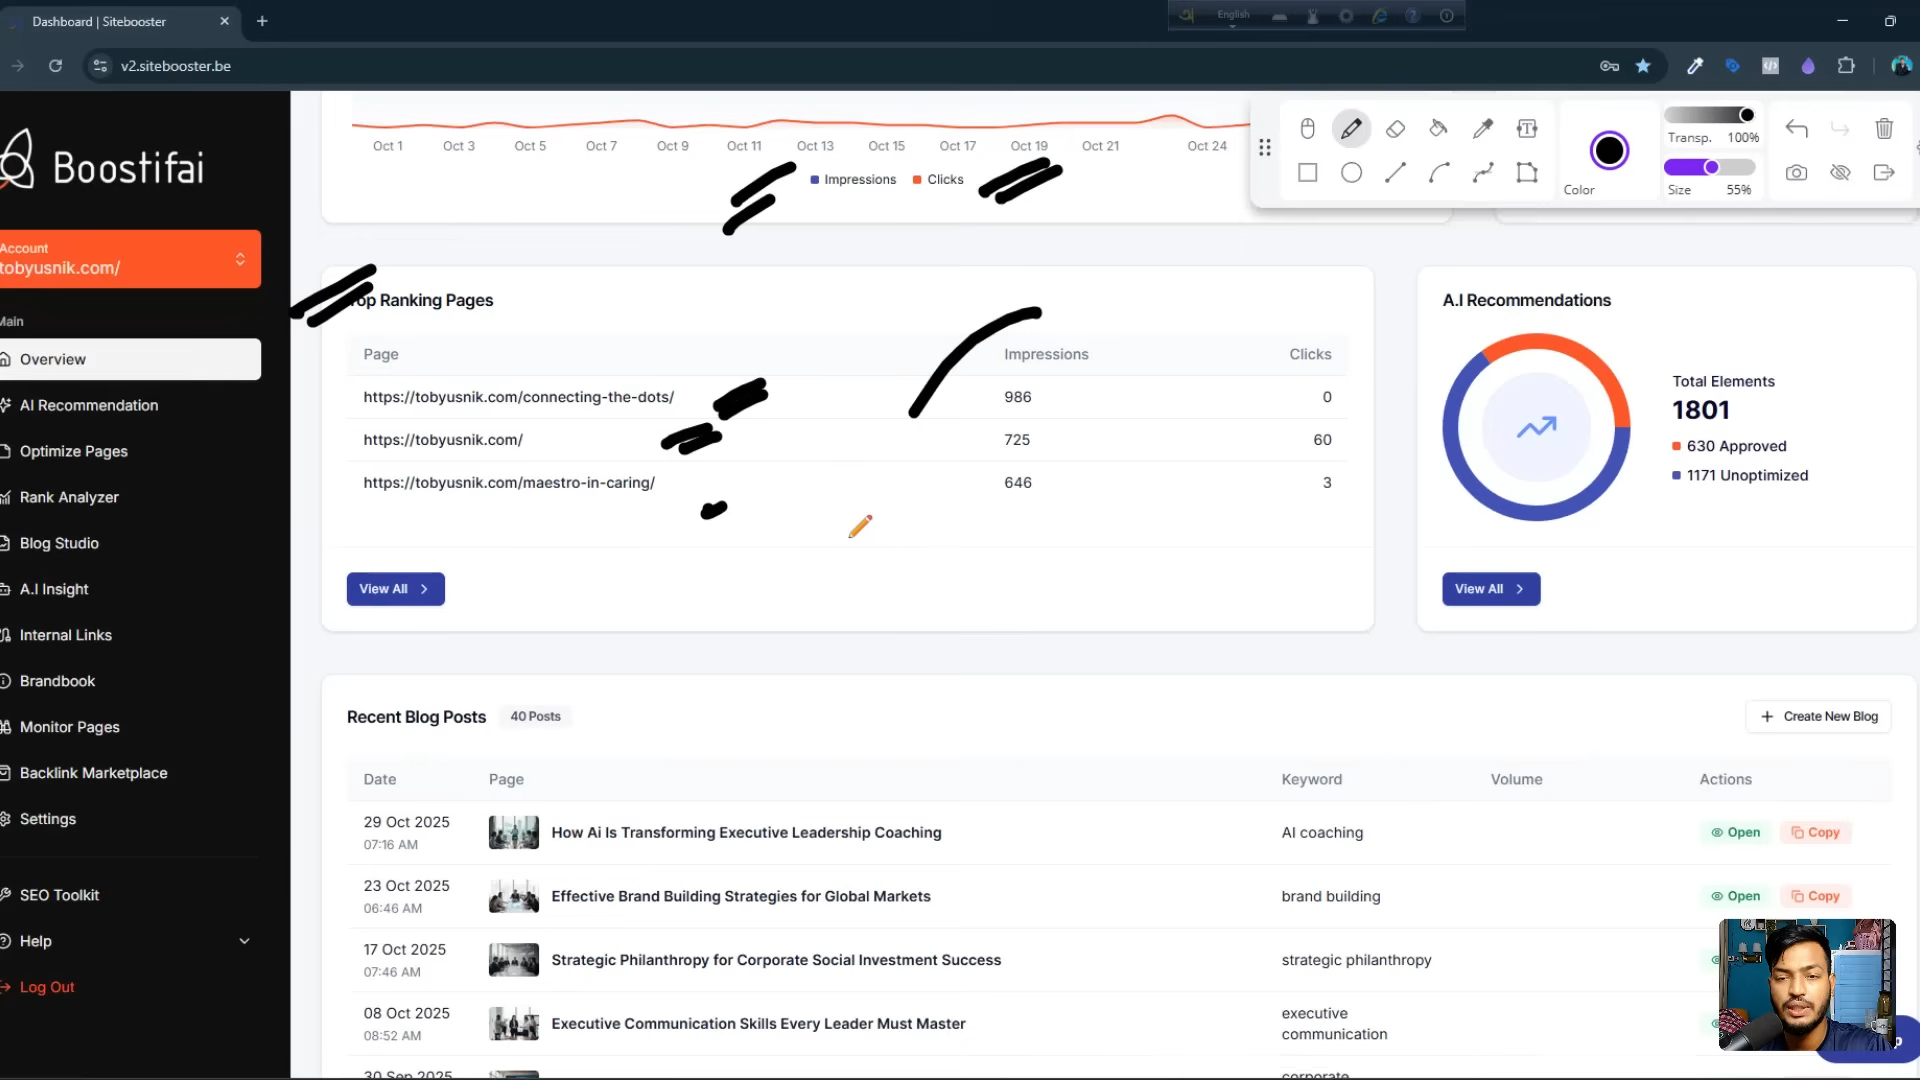 Dashboard | Sitebooster
English
v2.sitebooster.be
Boostifai
Account
tobyusnik.com/
Main
Overview
AI Recommendation
Optimize Pages
Rank Analyzer
Blog Studio
A.I Insight
Internal Links
Brandbook
Monitor Pages
Backlink Marketplace
Settings
SEO Toolkit
Help
Log Out
Oct 1 Oct 3 Oct 5 Oct 7 Oct 9 Oct 11 Oct 13 Oct 15 Oct 17 Oct 19 Oct 21 Oct 24
Impressions Clicks
Transp. 100%
Color
Size 55%
Top Ranking Pages
Page Impressions Clicks
https://tobyusnik.com/connecting-the-dots/ 986 0
https://tobyusnik.com/ 725 60
https://tobyusnik.com/maestro-in-caring/ 646 3
View All
A.I Recommendations
Total Elements
1801
630 Approved
1171 Unoptimized
View All
Recent Blog Posts 40 Posts
+ Create New Blog
Date Page Keyword Volume Actions
29 Oct 2025
07:16 AM
How Ai Is Transforming Executive Leadership Coaching
AI coaching
Open Copy
23 Oct 2025
06:46 AM
Effective Brand Building Strategies for Global Markets
brand building
Open Copy
17 Oct 2025
07:46 AM
Strategic Philanthropy for Corporate Social Investment Success
strategic philanthropy
08 Oct 2025
08:52 AM
Executive Communication Skills Every Leader Must Master
executive
communication
30 Sep 2025
corporate